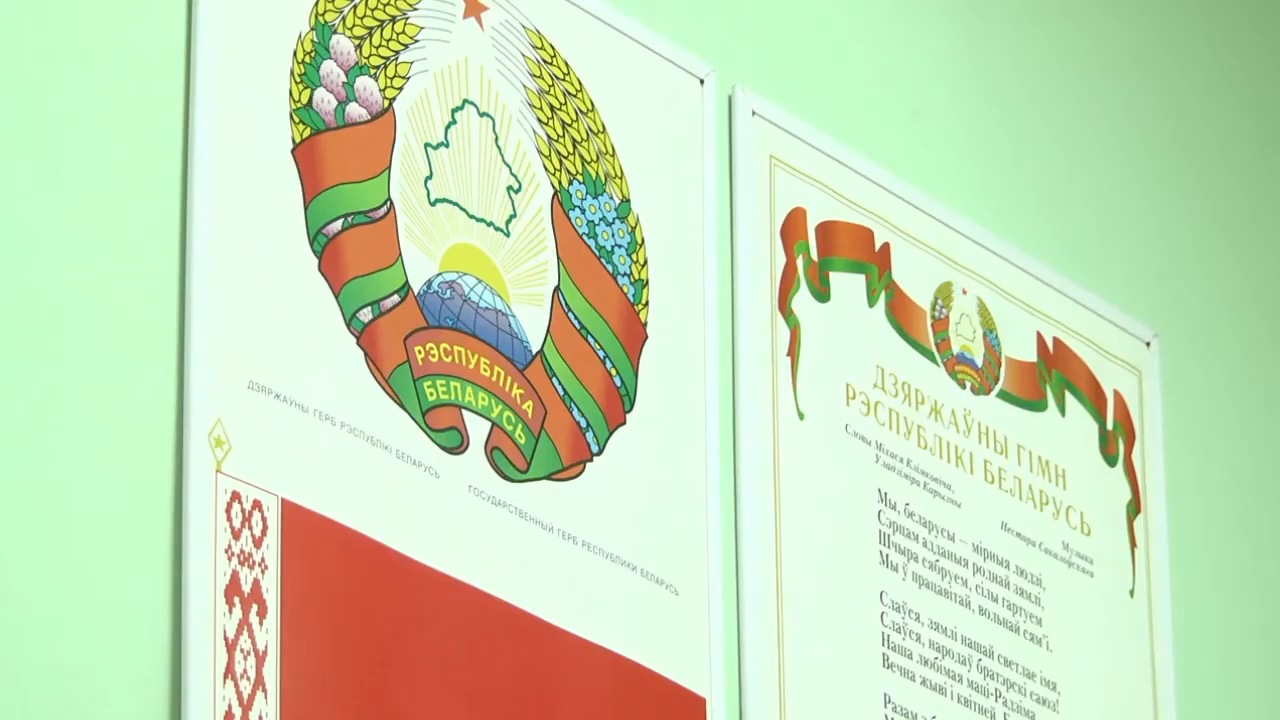 РЭСПУБЛІКА
БЕЛАРУСЬ
ДЗЯРЖАЎНЫ ГЕРБ РЭСПУБЛІКІ БЕЛАРУСЬ
ГОСУДАРСТВЕННЫЙ ГЕРБ РЕСПУБЛИКИ БЕЛАРУСЬ
ДЗЯРЖАЎНЫ ГІМН
РЭСПУБЛІКІ БЕЛАРУСЬ
Словы Міхася Клімковіча,
Уладзіміра Карызны
Музыка
Нестара Сакалоўскага
Мы, беларусы – мірныя людзі,
Сэрцам адданыя роднай зямлі,
Шчыра сябруем, сілы гартуем
Мы ў працавітай, вольнай сям'і.
Слаўся, зямлі нашай светлае імя,
Слаўся, народаў братэрскі саюз!
Наша любімая маці-Радзіма
Вечна жыві і квітней,
Разам